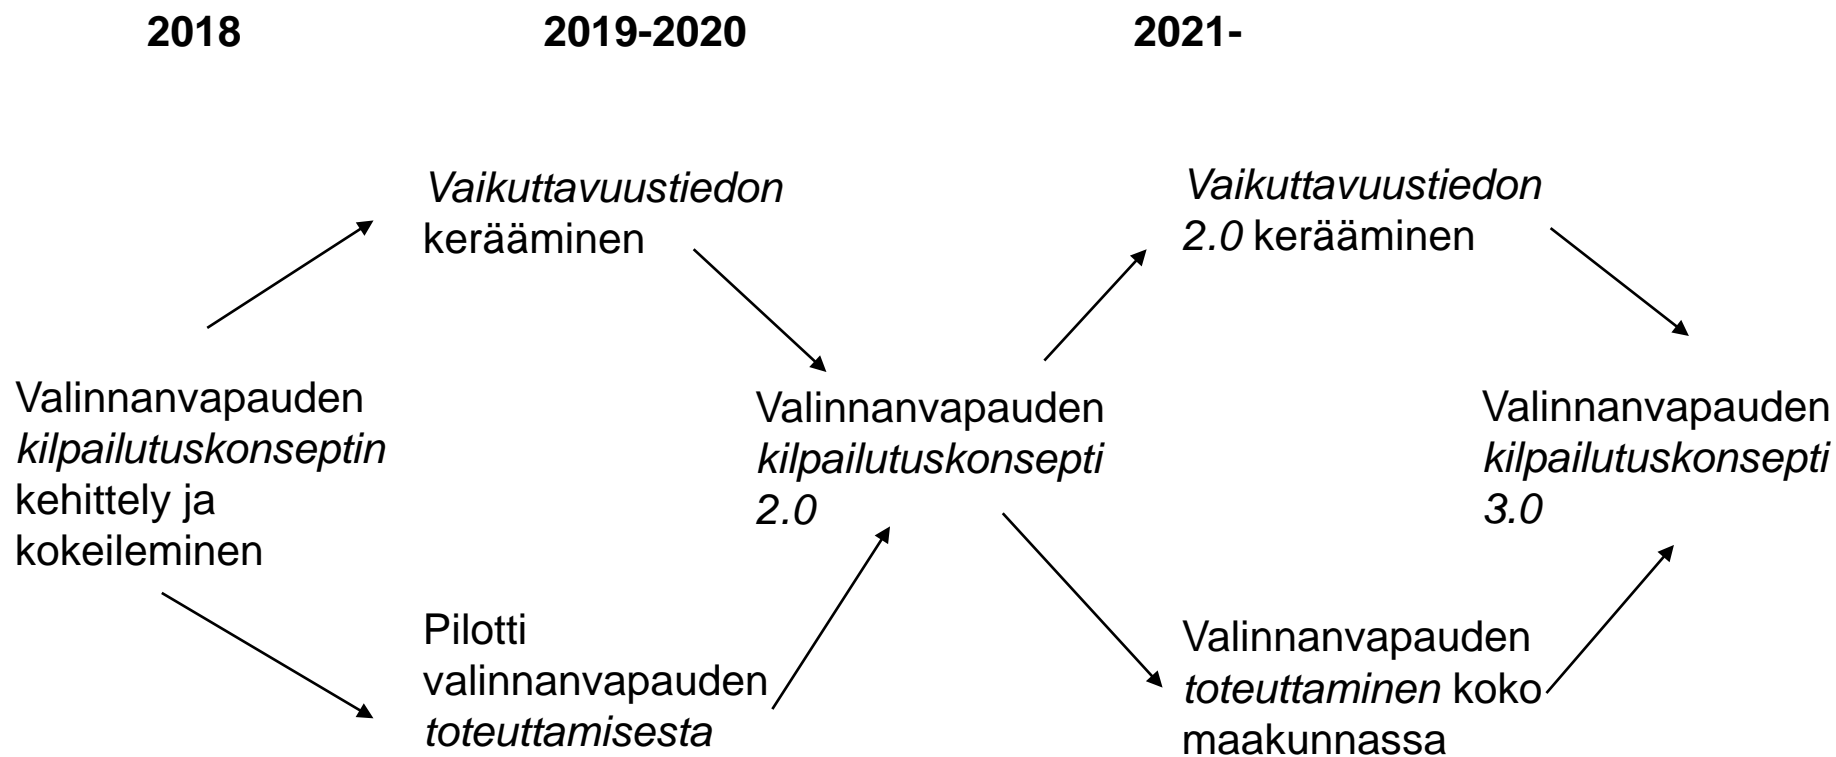 2018
2019-2020
2021-
Vaikuttavuustiedon
kerääminen
Vaikuttavuustiedon
2.0 kerääminen
Valinnanvapauden
kilpailutuskonseptin
kehittely ja
kokeileminen
Valinnanvapauden
kilpailutuskonsepti
2.0
Valinnanvapauden
kilpailutuskonsepti
3.0
Pilotti
valinnanvapauden
toteuttamisesta
Valinnanvapauden
toteuttaminen koko
maakunnassa